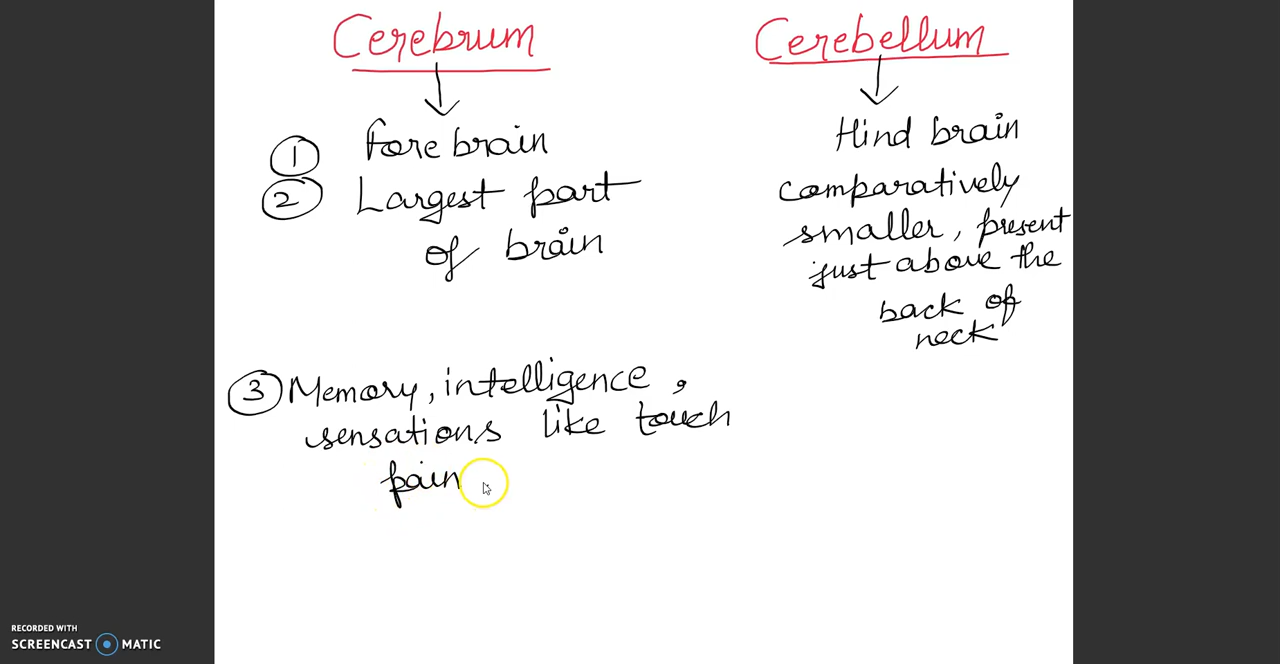 Cerebrum
Cerebellum
1 Fore brain
Hind brain
2 Largest part
of brain
comparatively
smaller, present
just above the
back of
neck
3 Memory, intelligence,
sensations like touch
pain
RECORDED WITH
SCREENCAST MATIC